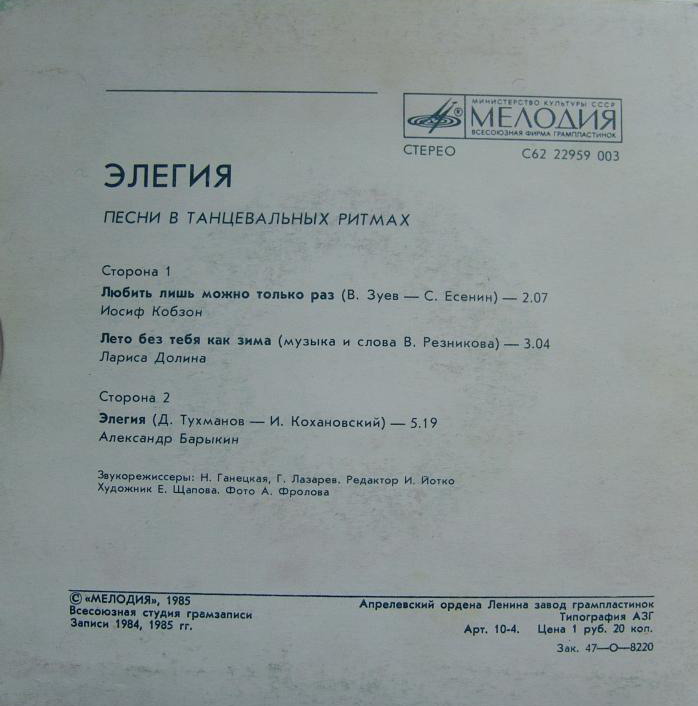 МИНИСТЕРСТВО КУЛЬТУРЫ СССР
МЕЛОДИЯ
ВСЕСОЮЗНАЯ ФИРМА ГРАМПЛАСТИНОК
СТЕРЕО С62 22959 003
ЭЛЕГИЯ
ПЕСНИ В ТАНЦЕВАЛЬНЫХ РИТМАХ
Сторона 1
Любить лишь можно только раз (В. Зуев — С. Есенин) — 2.07
Иосиф Кобзон
Лето без тебя как зима (музыка и слова В. Резникова) — 3.04
Лариса Долина
Сторона 2
Элегия (Д. Тухманов — И. Кохановский) — 5.19
Александр Барыкин
Звукорежиссеры: Н. Ганецкая, Г. Лазарев. Редактор И. Йотко
Художник Е. Щапова. Фото А. Фролова
© «МЕЛОДИЯ», 1985
Всесоюзная студия грамзаписи
Записи 1984, 1985 гг.
Апрелевский ордена Ленина завод грампластинок
Типография АЗГ
Арт. 10-4. Цена 1 руб. 20 коп.
Зак. 47—О—8220